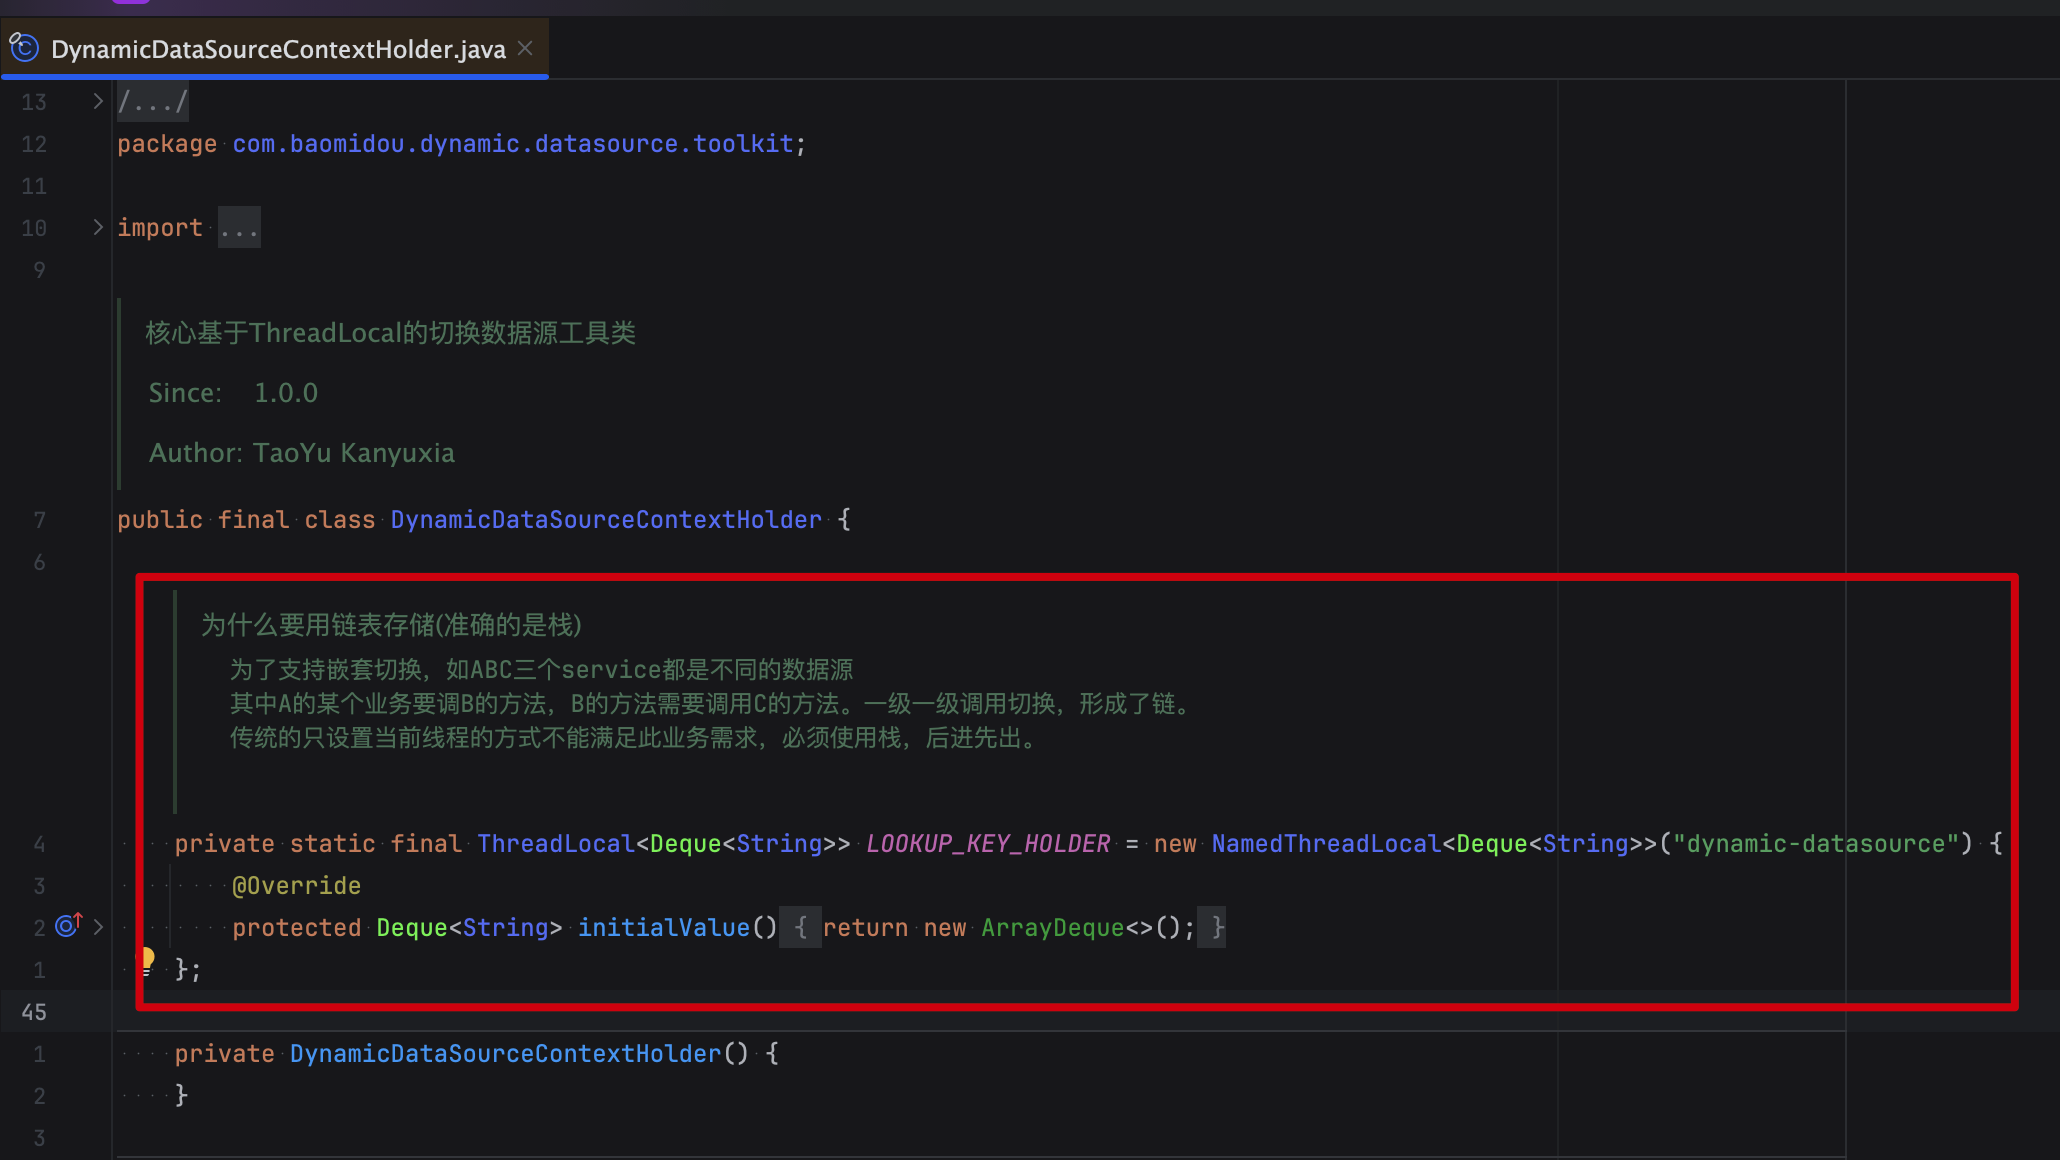 DynamicDataSourceContextHolder.java
13 /.../
12 package com.baomidou.dynamic.datasource.toolkit;
11
10 import ...
9
核心基于ThreadLocal的切换数据源工具类
Since: 1.0.0
Author: TaoYu Kanyuxia
7 public final class DynamicDataSourceContextHolder {
6
为什么要用链表存储(准确的是栈)
为了支持嵌套切换，如ABC三个service都是不同的数据源
其中A的某个业务要调B的方法，B的方法需要调用C的方法。一级一级调用切换，形成了链。
传统的只设置当前线程的方式不能满足此业务需求，必须使用栈，后进先出。
4 private static final ThreadLocal<Deque<String>> LOOKUP_KEY_HOLDER = new NamedThreadLocal<Deque<String>>("dynamic-datasource") {
3 @Override
2 protected Deque<String> initialValue() { return new ArrayDeque<>(); }
1 };
45
1 private DynamicDataSourceContextHolder() {
2 }
3